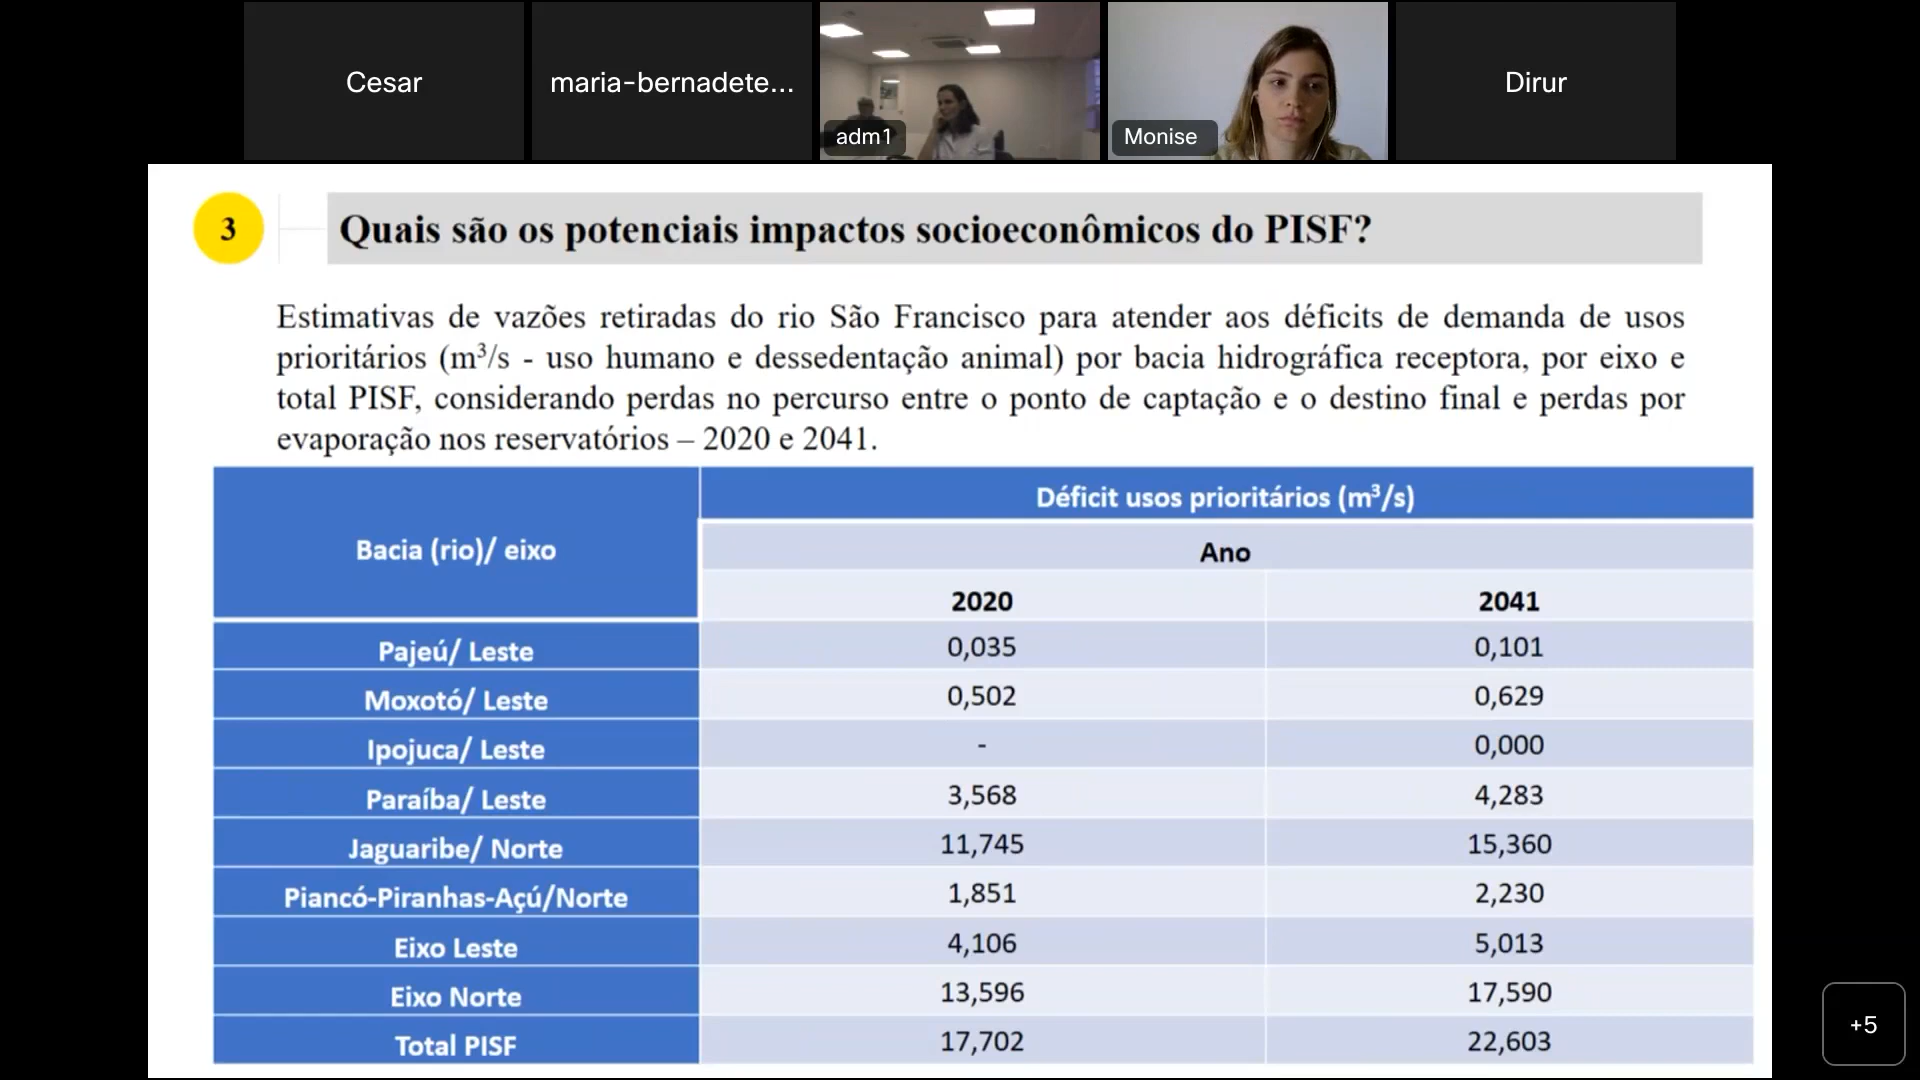 Cesar
maria-bernadete...
adm1
Monise
Dirur
3
Quais são os potenciais impactos socioeconômicos do PISF?
Estimativas de vazões retiradas do rio São Francisco para atender aos déficits de demanda de usos
prioritários (m³/s - uso humano e dessedentação animal) por bacia hidrográfica receptora, por eixo e
total PISF, considerando perdas no percurso entre o ponto de captação e o destino final e perdas por
evaporação nos reservatórios – 2020 e 2041.
Bacia (rio)/ eixo
Déficit usos prioritários (m³/s)
Ano
2020 2041
Pajeú/ Leste 0,035 0,101
Moxotó/ Leste 0,502 0,629
Ipojuca/ Leste - 0,000
Paraíba/ Leste 3,568 4,283
Jaguaribe/ Norte 11,745 15,360
Piancó-Piranhas-Açú/Norte 1,851 2,230
Eixo Leste 4,106 5,013
Eixo Norte 13,596 17,590
Total PISF 17,702 22,603
+5